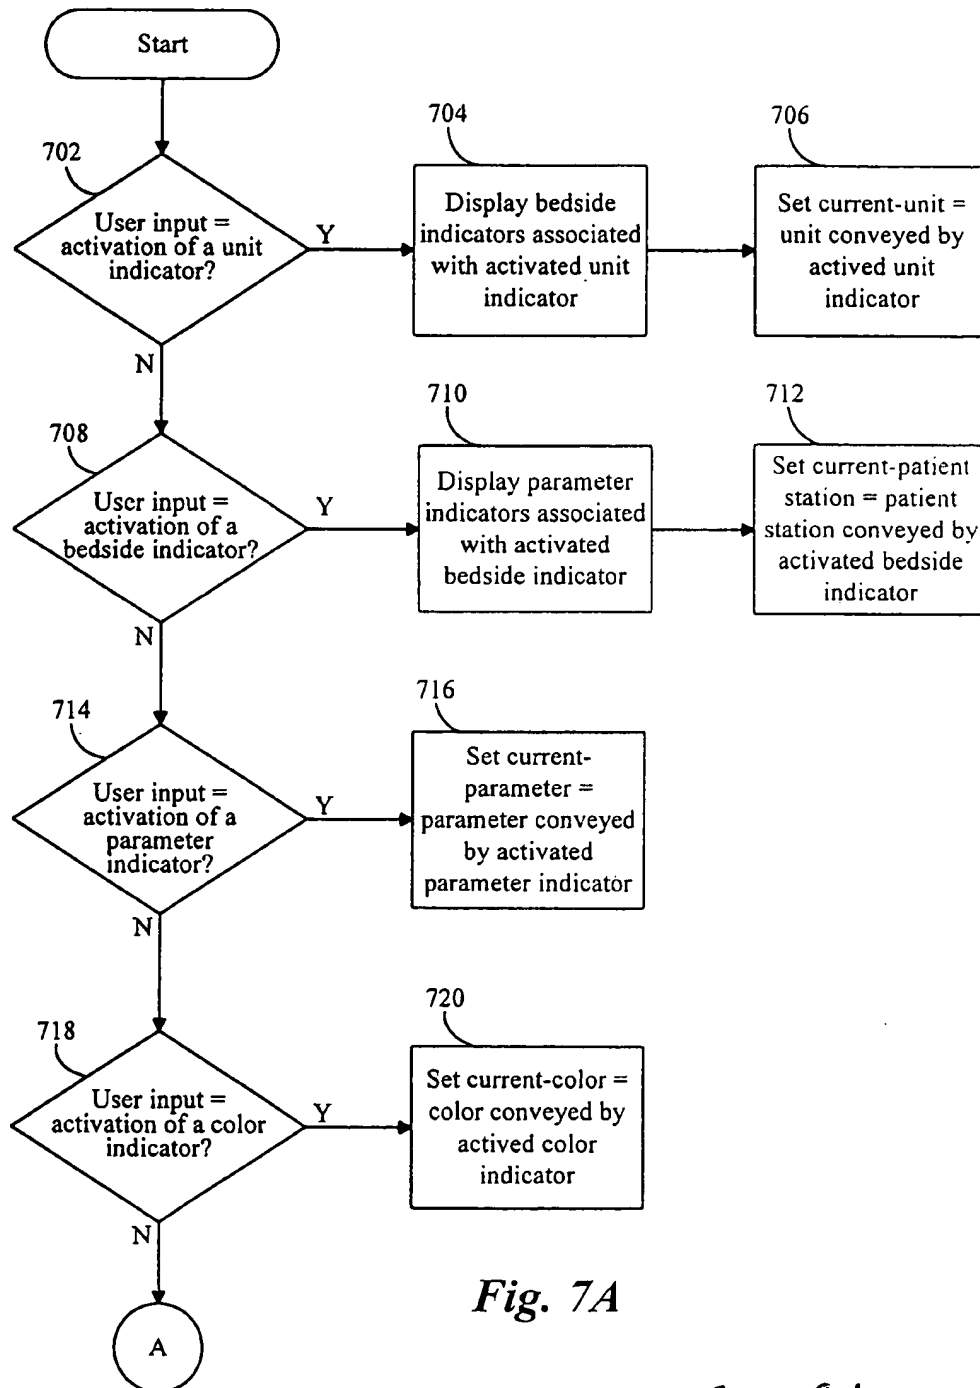 Start
702
User input =
activation of a unit
indicator?
Y
N
704
Display bedside
indicators associated
with activated unit
indicator
706
Set current-unit =
unit conveyed by
actived unit
indicator
708
User input =
activation of a
bedside indicator?
Y
N
710
Display parameter
indicators associated
with activated
bedside indicator
712
Set current-patient
station = patient
station conveyed by
activated bedside
indicator
714
User input =
activation of a
parameter
indicator?
Y
N
716
Set current-
parameter =
parameter conveyed
by activated
parameter indicator
718
User input =
activation of a color
indicator?
Y
N
720
Set current-color =
color conveyed by
actived color
indicator
A
Fig. 7A